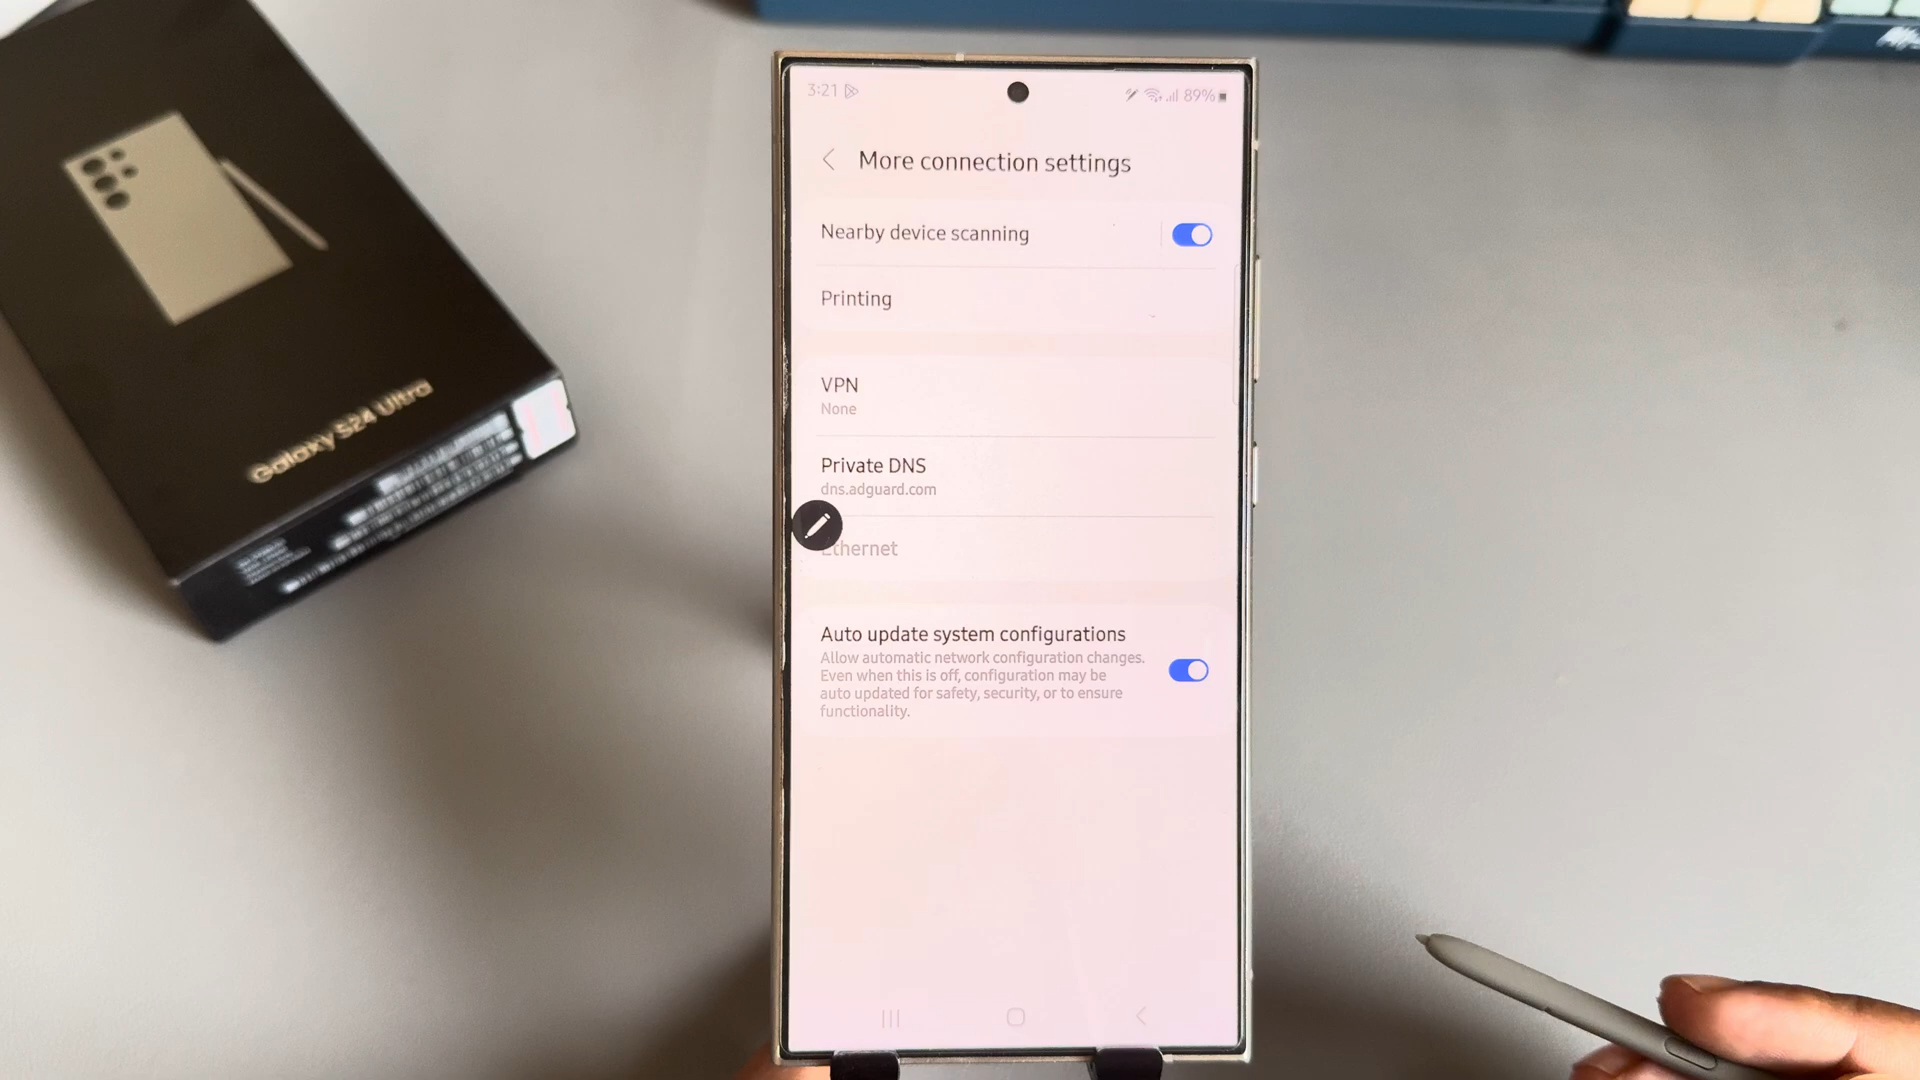 3:21
89%
More connection settings
Nearby device scanning
Printing
VPN
None
Private DNS
dns.adguard.com
Ethernet
Auto update system configurations
Allow automatic network configuration changes.
Even when this is off, configuration may be
auto updated for safety, security, or to ensure
functionality.
Galaxy S24 Ultra